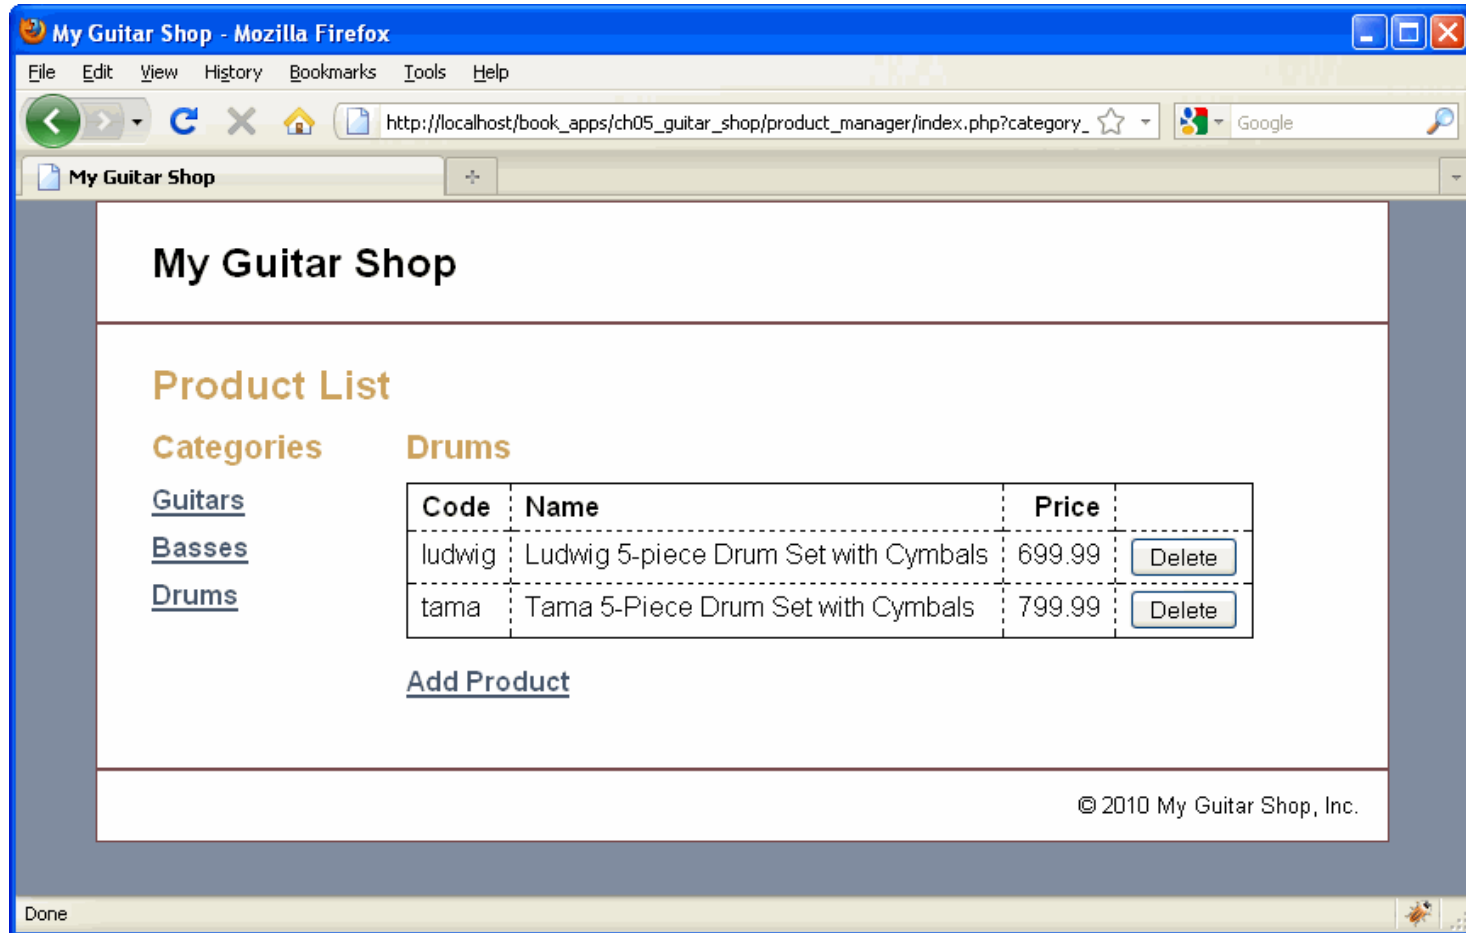 My Guitar Shop - Mozilla Firefox
File Edit View History Bookmarks Tools Help
http://localhost/book_apps/ch05_guitar_shop/product_manager/index.php?category_ Google
My Guitar Shop
My Guitar Shop
Product List
Categories
Guitars
Basses
Drums
Drums
Code Name Price
ludwig Ludwig 5-piece Drum Set with Cymbals 699.99 Delete
tama Tama 5-Piece Drum Set with Cymbals 799.99 Delete
Add Product
© 2010 My Guitar Shop, Inc.
Done